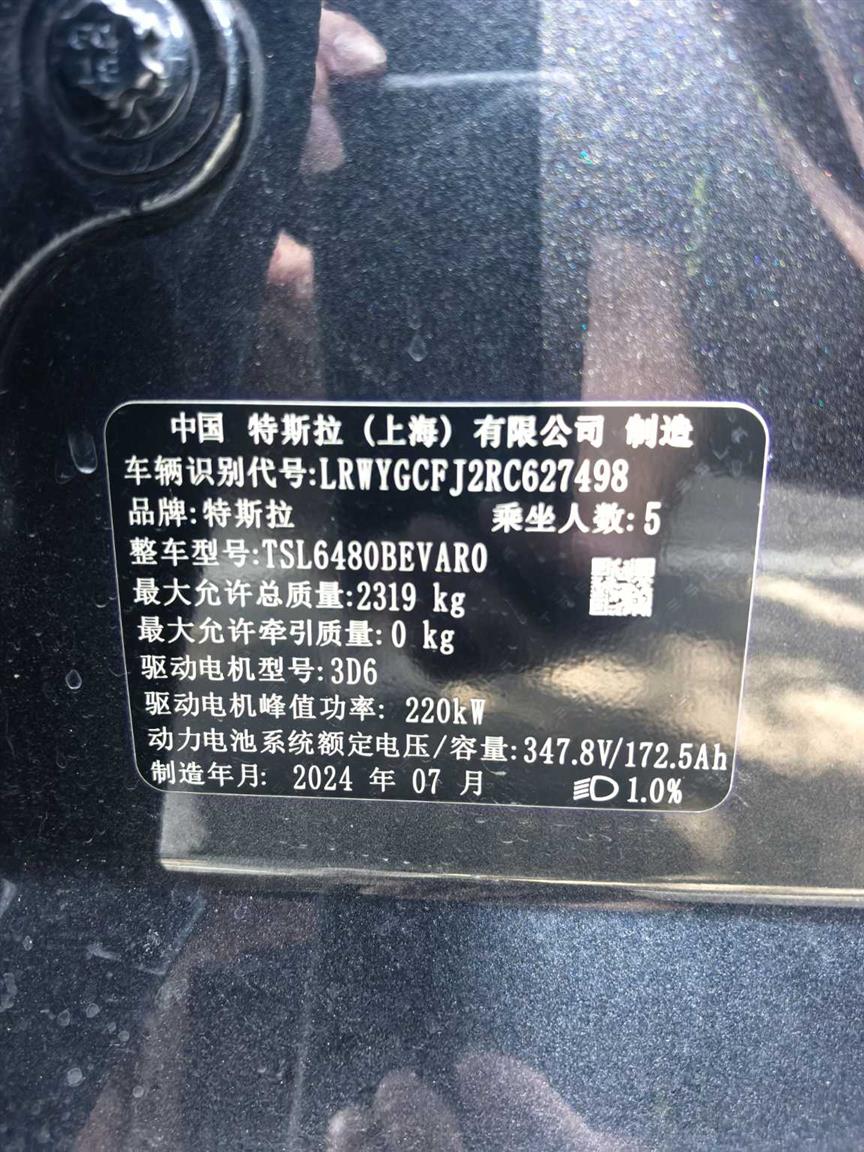 中国 特斯拉（上海）有限公司 制造
车辆识别代号:LRWYGCFJ2RC627498
品牌:特斯拉 乘坐人数:5
整车型号:TSL6480BEVAR0
最大允许总质量:2319 kg
最大允许牵引质量:0 kg
驱动电机型号:3D6
驱动电机峰值功率: 220kW
动力电池系统额定电压/容量:347.8V/172.5Ah
制造年月: 2024 年 07 月 1.0%